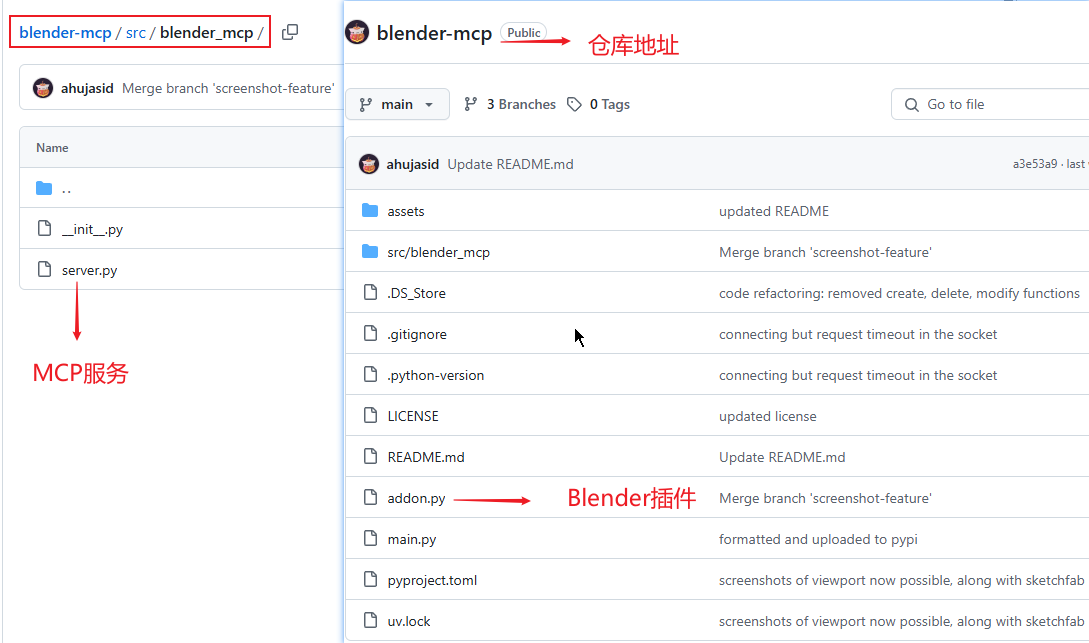 blender-mcp / src / blender_mcp /
ahujasid Merge branch 'screenshot-feature'
Name
..
__init__.py
server.py
MCP服务
blender-mcp Public
仓库地址
main 3 Branches 0 Tags Go to file
ahujasid Update README.md a3e53a9 · last
assets updated README
src/blender_mcp Merge branch 'screenshot-feature'
.DS_Store code refactoring: removed create, delete, modify functions
.gitignore connecting but request timeout in the socket
.python-version connecting but request timeout in the socket
LICENSE updated license
README.md Update README.md
addon.py Blender插件 Merge branch 'screenshot-feature'
main.py formatted and uploaded to pypi
pyproject.toml screenshots of viewport now possible, along with sketchfab
uv.lock screenshots of viewport now possible, along with sketchfab